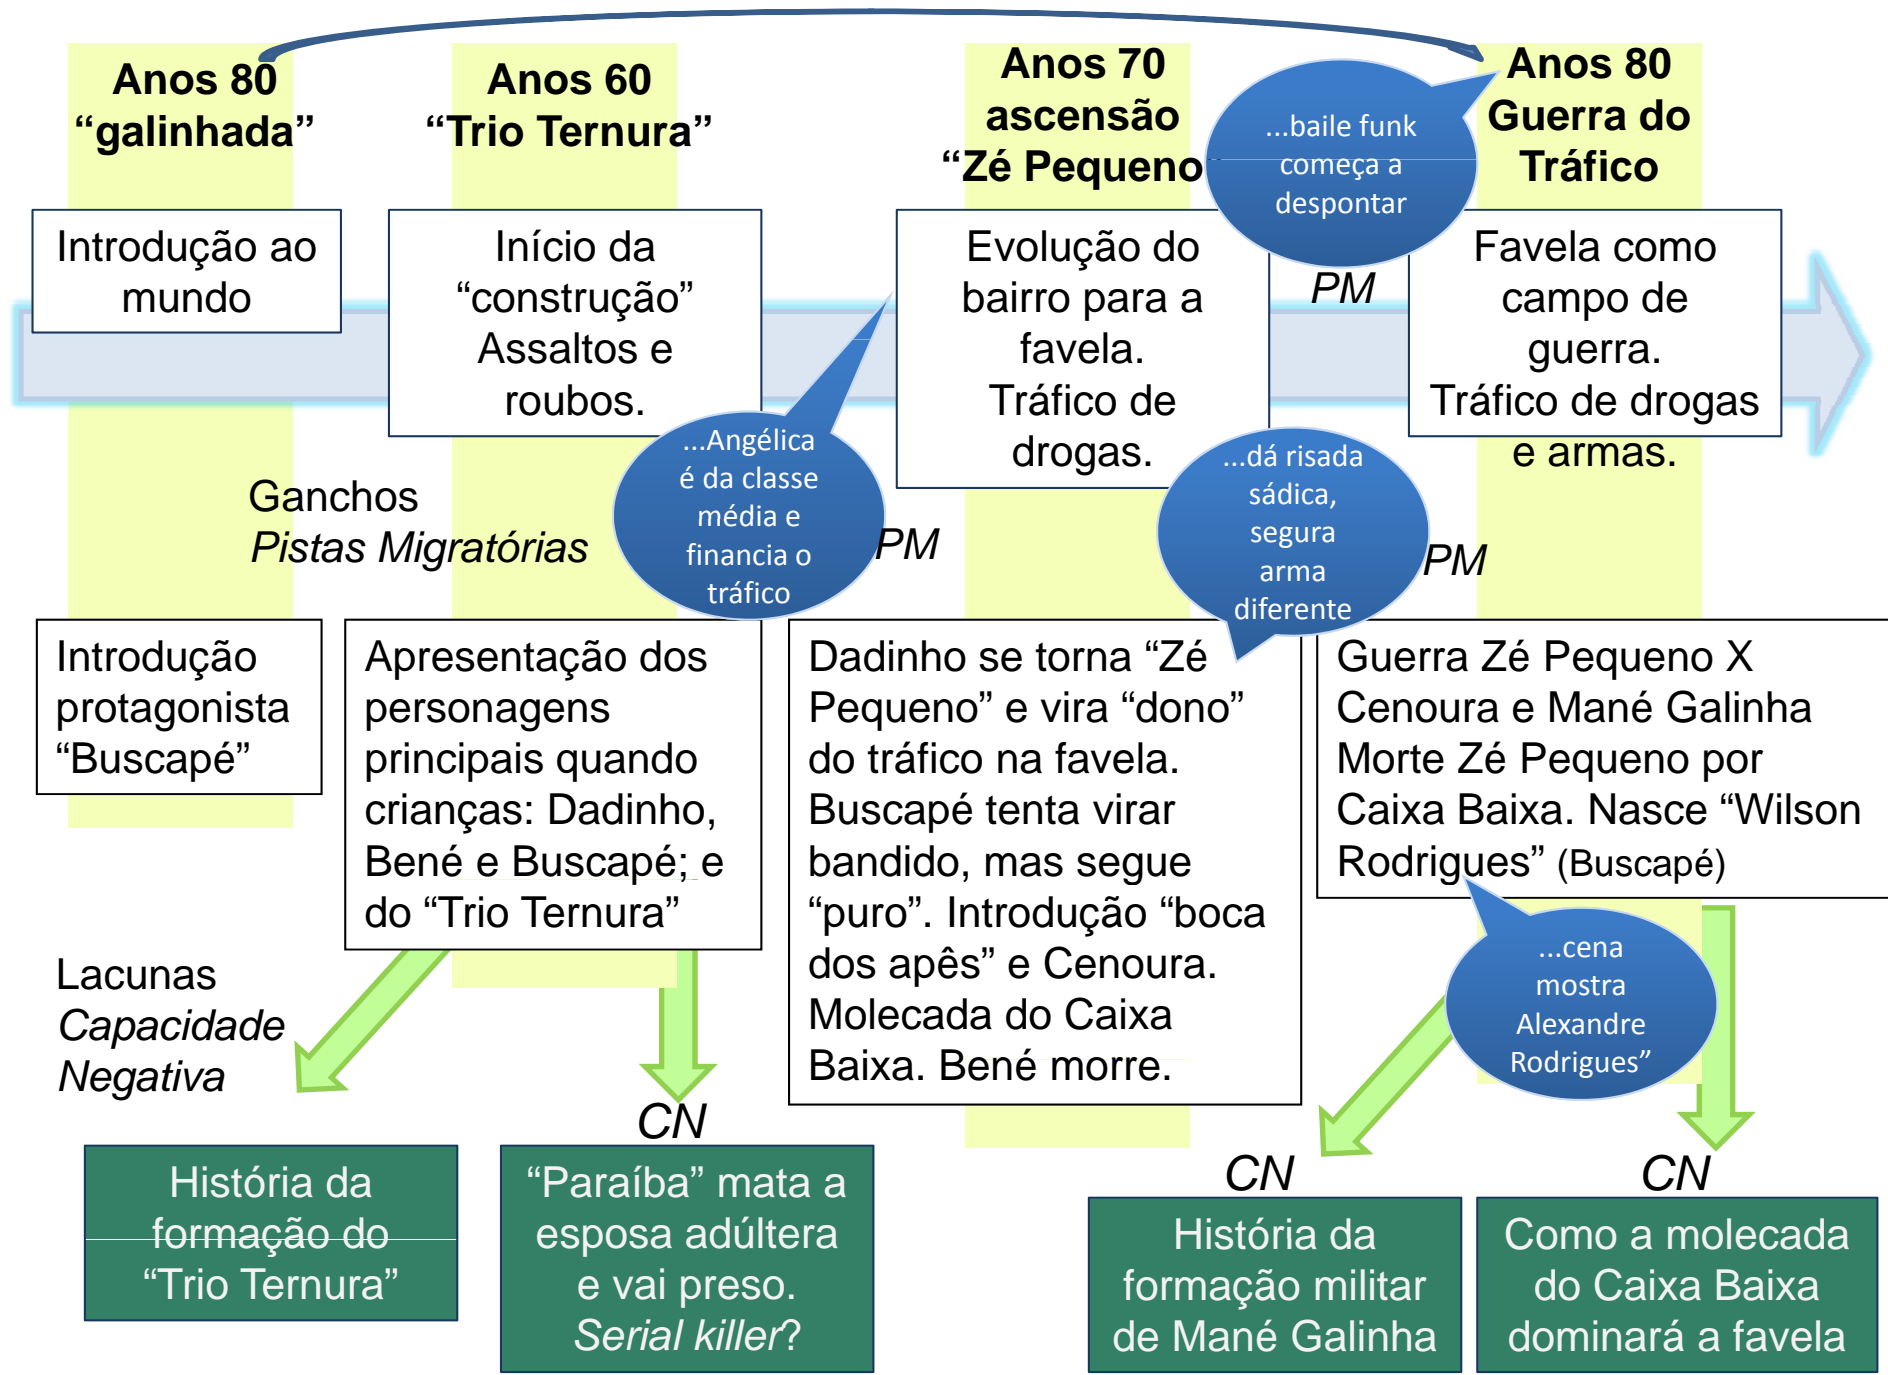 Anos 80
“galinhada”
Anos 60
“Trio Ternura”
Anos 70
ascensão
“Zé Pequeno”
...baile funk
começa a
despontar
Anos 80
Guerra do
Tráfico
Introdução ao
mundo
Início da
“construção”
Assaltos e
roubos.
Evolução do
bairro para a
favela.
Tráfico de
drogas.
PM
Favela como
campo de
guerra.
Tráfico de drogas
e armas.
Ganchos
Pistas Migratórias
...Angélica
é da classe
média e
financia o
tráfico
PM
...dá risada
sádica,
segura
arma
diferente
PM
Introdução
protagonista
“Buscapé”
Apresentação dos
personagens
principais quando
crianças: Dadinho,
Bené e Buscapé; e
do “Trio Ternura”
Dadinho se torna “Zé
Pequeno” e vira “dono”
do tráfico na favela.
Buscapé tenta virar
bandido, mas segue
“puro”. Introdução “boca
dos apês” e Cenoura.
Molecada do Caixa
Baixa. Bené morre.
Guerra Zé Pequeno X
Cenoura e Mané Galinha
Morte Zé Pequeno por
Caixa Baixa. Nasce “Wilson
Rodrigues” (Buscapé)
...cena
mostra
Alexandre
Rodrigues”
Lacunas
Capacidade
Negativa
História da
formação do
“Trio Ternura”
CN
“Paraíba” mata a
esposa adúltera
e vai preso.
Serial killer?
CN
História da
formação militar
de Mané Galinha
CN
Como a molecada
do Caixa Baixa
dominará a favela